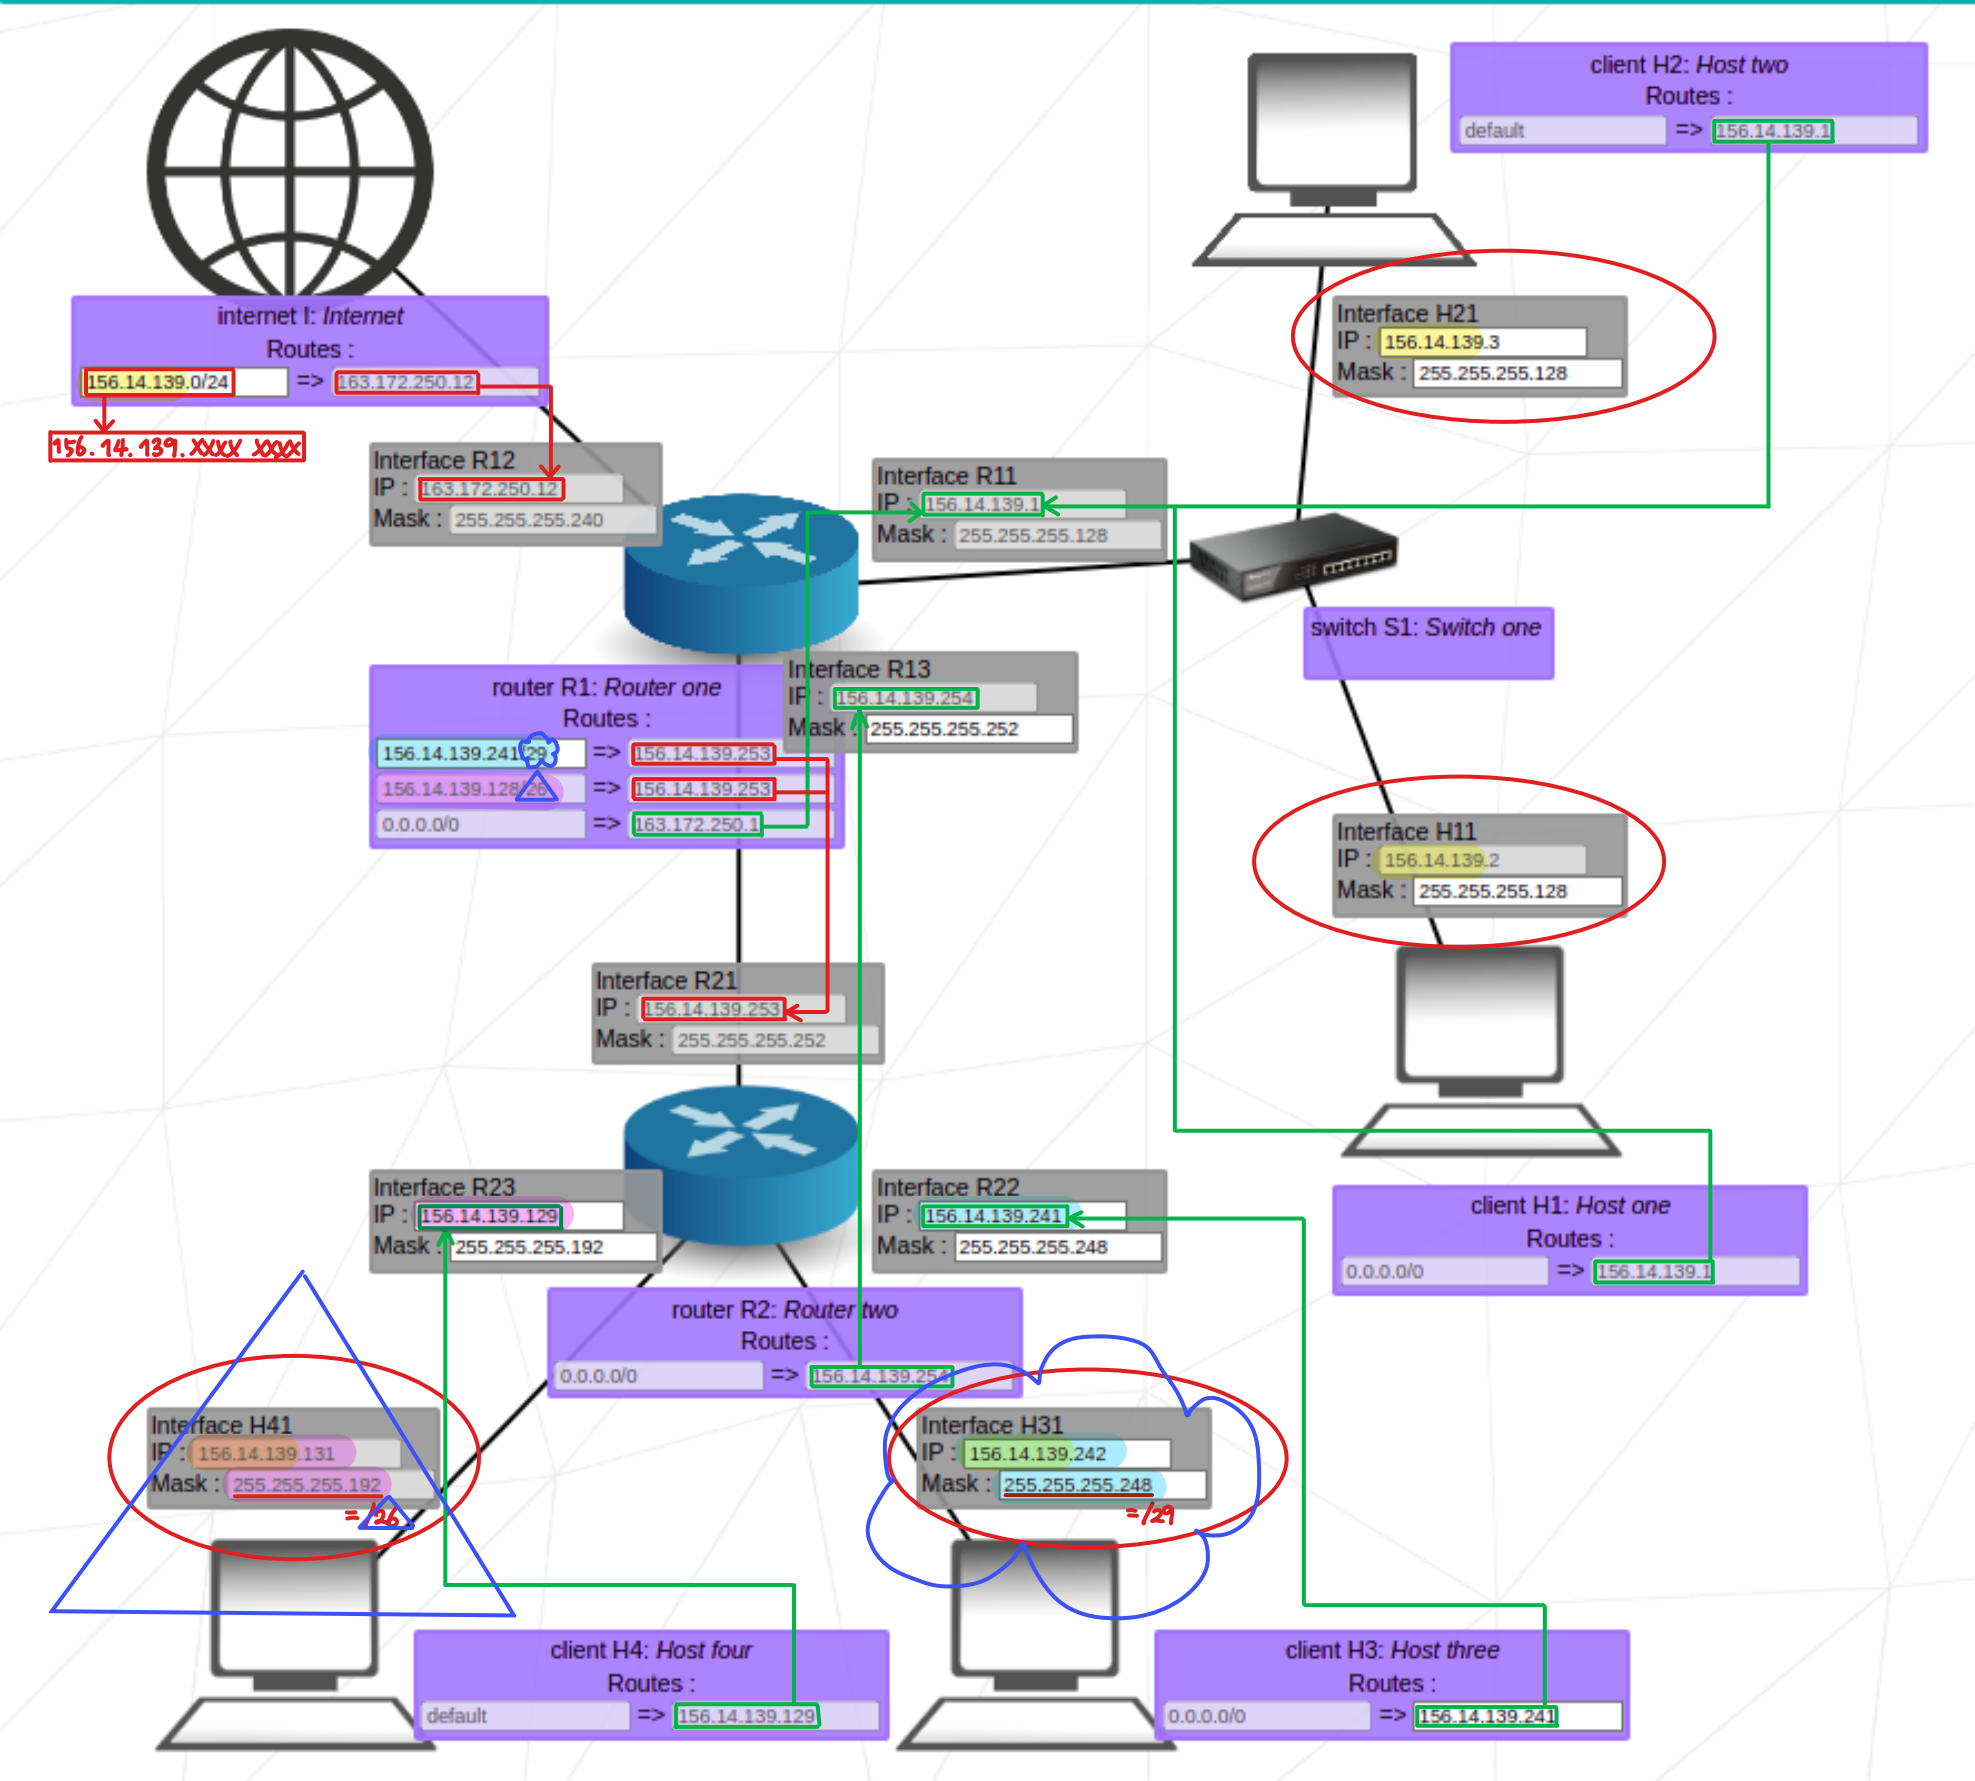 client H2: Host two
Routes :
default => 156.14.139.1
Interface H21
IP : 156.14.139.3
Mask : 255.255.255.128
internet I: Internet
Routes :
156.14.139.0/24 => 163.172.250.12
156.14.139.XXXX XXXX
Interface R12
IP : 163.172.250.12
Mask : 255.255.255.240
Interface R11
IP : 156.14.139.1
Mask : 255.255.255.128
switch S1: Switch one
Interface R13
IP : 156.14.139.254
Mask : 255.255.255.252
router R1: Router one
Routes :
156.14.139.241/29 => 156.14.139.253
156.14.139.128/26 => 156.14.139.253
0.0.0.0/0 => 163.172.250.1
Interface H11
IP : 156.14.139.2
Mask : 255.255.255.128
Interface R21
IP : 156.14.139.253
Mask : 255.255.255.252
Interface R23
IP : 156.14.139.129
Mask : 255.255.255.192
Interface R22
IP : 156.14.139.241
Mask : 255.255.255.248
client H1: Host one
Routes :
0.0.0.0/0 => 156.14.139.1
router R2: Router two
Routes :
0.0.0.0/0 => 156.14.139.254
Interface H41
IP : 156.14.139.131
Mask : 255.255.255.192
= /26
Interface H31
IP : 156.14.139.242
Mask : 255.255.255.248
= /29
client H4: Host four
Routes :
default => 156.14.139.129
client H3: Host three
Routes :
0.0.0.0/0 => 156.14.139.241